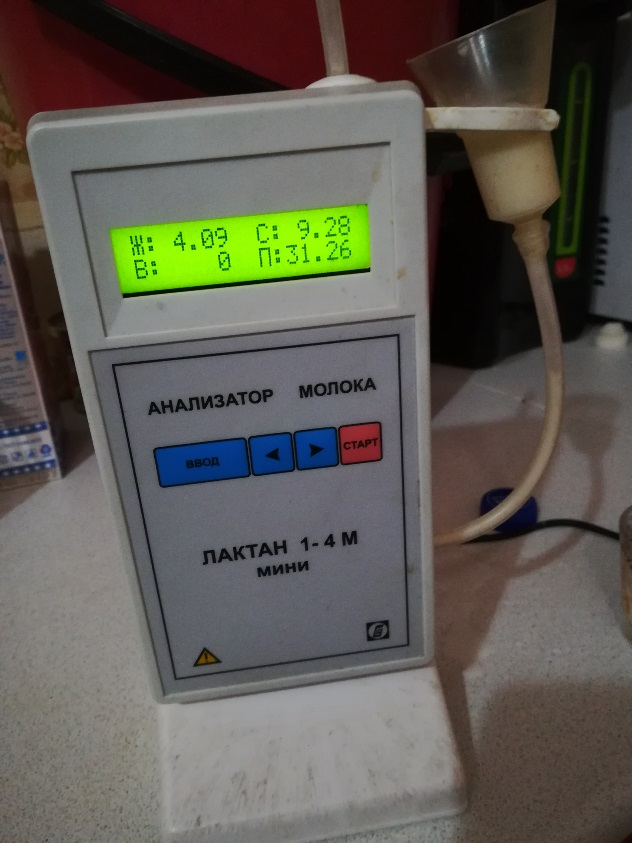 Ж: 4.09 С: 9.28
В: 0 П:31.26
АНАЛИЗАТОР МОЛОКА
ВВОД ◄ ► СТАРТ
ЛАКТАН 1-4 М
мини